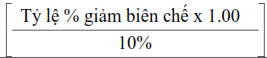 Tỷ lệ % giảm biên chế x 1.00
10%